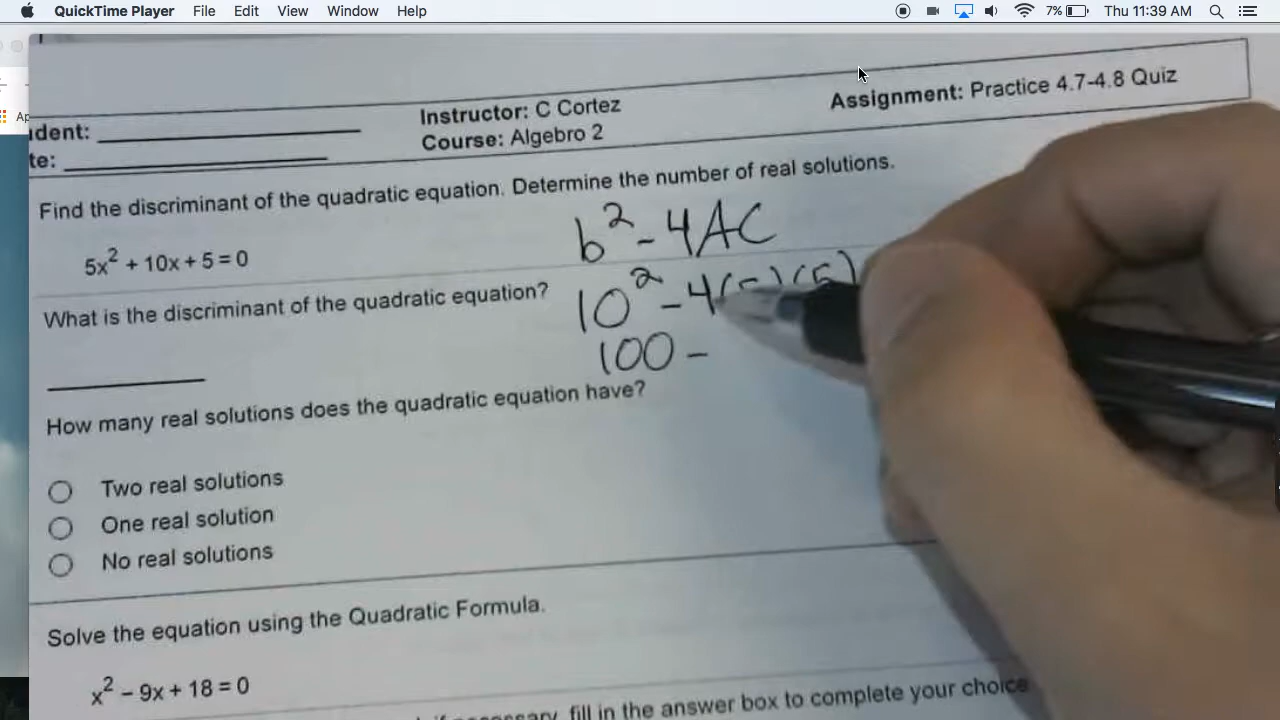 QuickTime Player File Edit View Window Help 7% Thu 11:39 AM
Instructor: C Cortez
Assignment: Practice 4.7-4.8 Quiz
dent:
Course: Algebro 2
te:
Find the discriminant of the quadratic equation. Determine the number of real solutions.
b² - 4AC
5x² + 10x + 5 = 0
What is the discriminant of the quadratic equation?
10² - 4(5)(5)
100 -
How many real solutions does the quadratic equation have?
Two real solutions
One real solution
No real solutions
Solve the equation using the Quadratic Formula.
x² - 9x + 18 = 0
fill in the answer box to complete your choice